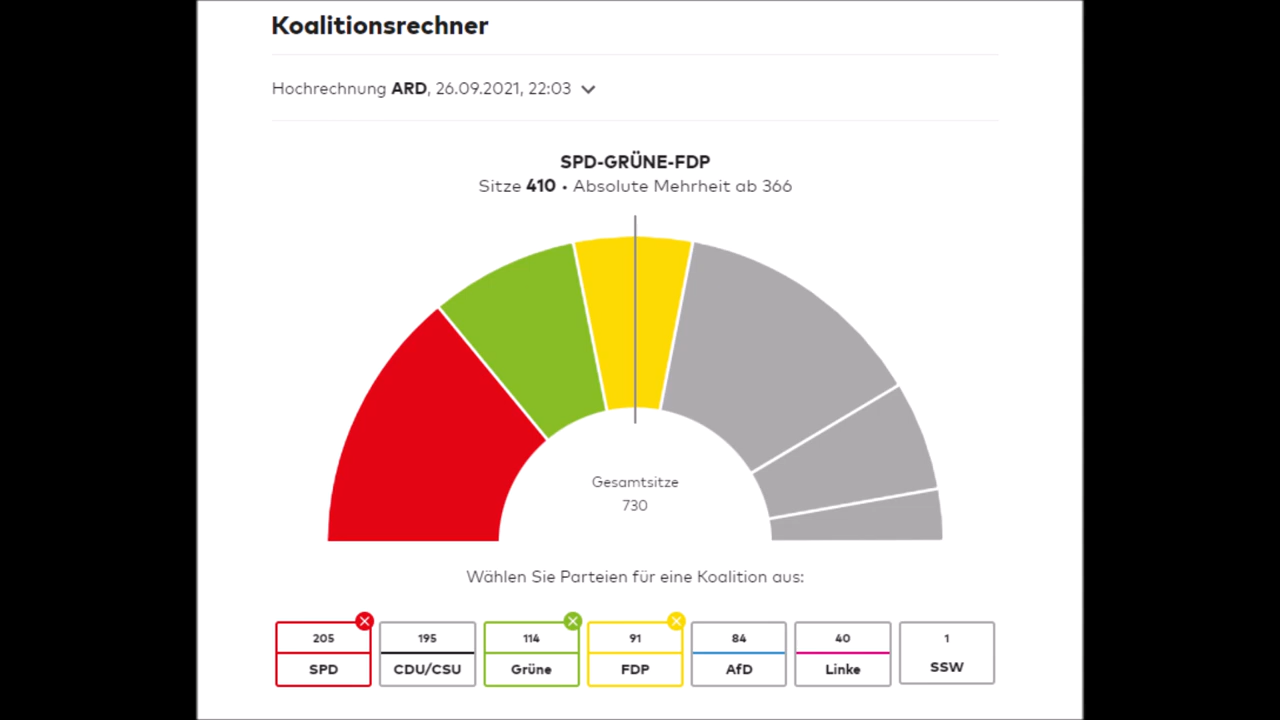 Koalitionsrechner
Hochrechnung ARD, 26.09.2021, 22:03
SPD-GRÜNE-FDP
Sitze 410 • Absolute Mehrheit ab 366
Gesamtsitze
730
Wählen Sie Parteien für eine Koalition aus:
205 195 114 91 84 40 1
SPD CDU/CSU Grüne FDP AfD Linke SSW